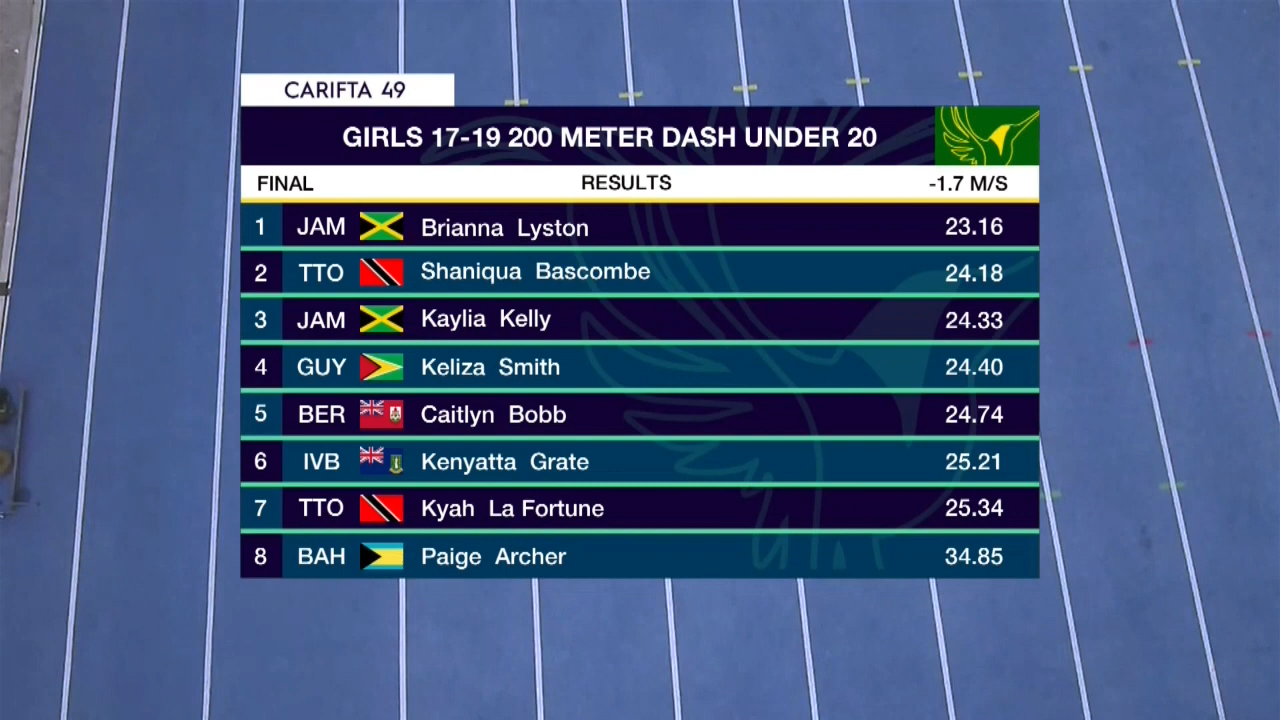 CARIFTA 49
GIRLS 17-19 200 METER DASH UNDER 20
FINAL RESULTS -1.7 M/S
1 JAM Brianna Lyston 23.16
2 TTO Shaniqua Bascombe 24.18
3 JAM Kaylia Kelly 24.33
4 GUY Keliza Smith 24.40
5 BER Caitlyn Bobb 24.74
6 IVB Kenyatta Grate 25.21
7 TTO Kyah La Fortune 25.34
8 BAH Paige Archer 34.85